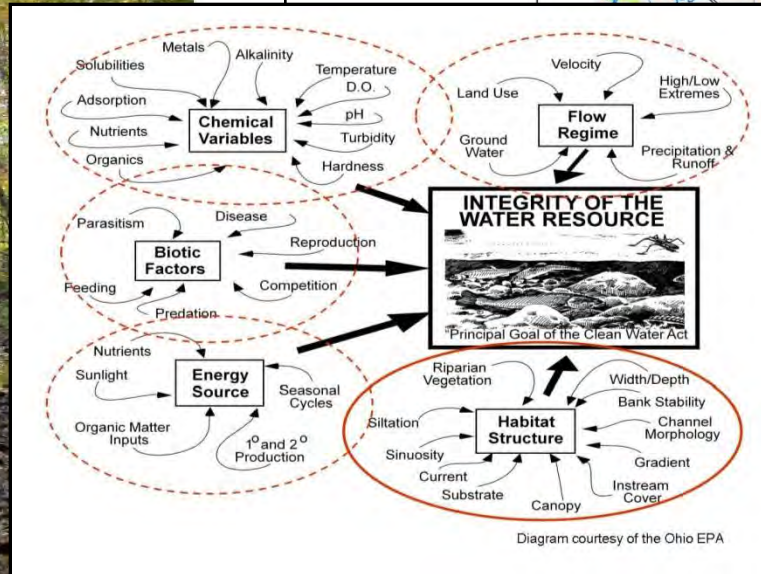 Metals
Solubilities
Alkalinity
Adsorption
Nutrients
Organics
Chemical
Variables
Temperature
D.O.
pH
Turbidity
Hardness
Velocity
Land Use
High/Low
Extremes
Flow
Regime
Ground
Water
Precipitation &
Runoff
Parasitism
Disease
Biotic
Factors
Reproduction
Feeding
Predation
Competition
INTEGRITY OF THE
WATER RESOURCE
"Principal Goal of the Clean Water Act
Nutrients
Sunlight
Energy
Source
Seasonal
Cycles
Organic Matter
Inputs
1º and 2º
Production
Riparian
Vegetation
Width/Depth
Bank Stability
Siltation
Habitat
Structure
Channel
Morphology
Sinuosity
Gradient
Current
Substrate
Canopy
Instream
Cover
Diagram courtesy of the Ohio EPA